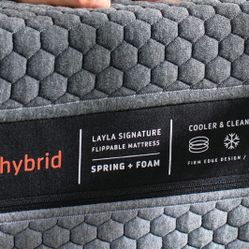 hybrid
LAYLA SIGNATURE
FLIPPABLE MATTRESS
SPRING + FOAM
COOLER & CLEAN
FIRM EDGE DESIGN /